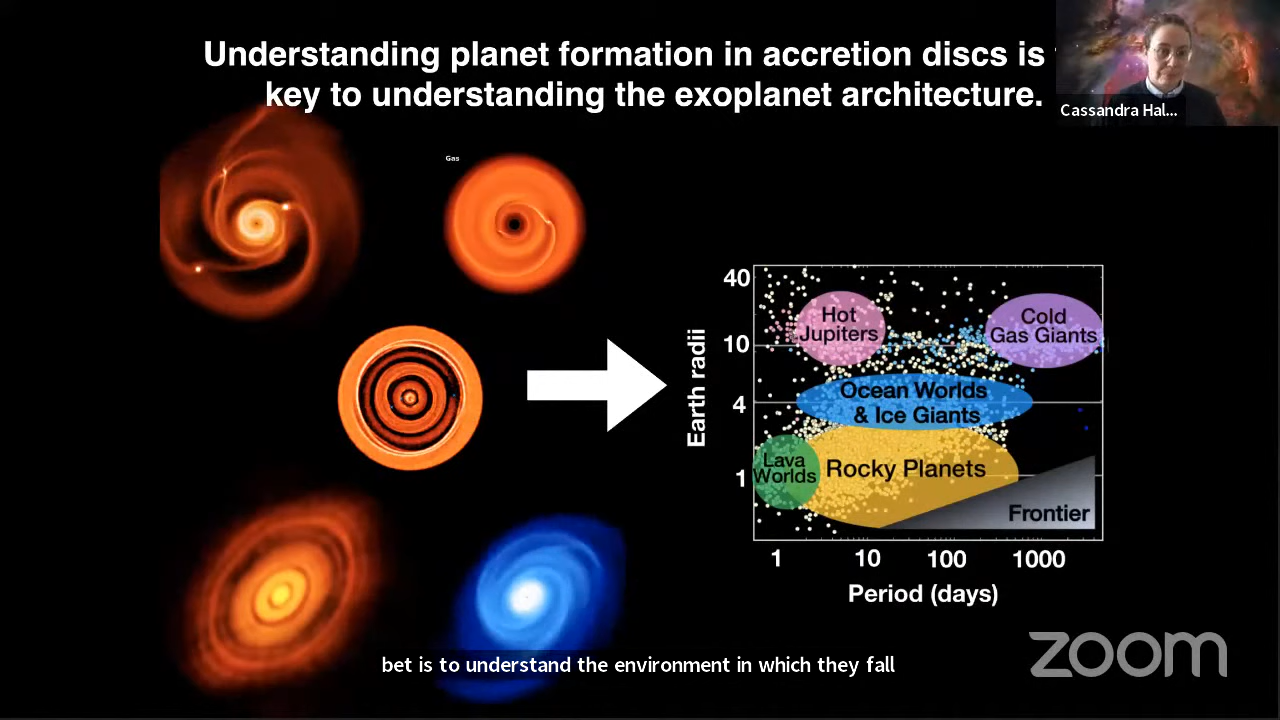 Understanding planet formation in accretion discs is
key to understanding the exoplanet architecture.
Cassandra Hal...
Gas
40
10
4
1
Earth radii
Hot
Jupiters
Cold
Gas Giants
Ocean Worlds
& Ice Giants
Lava
Worlds
Rocky Planets
Frontier
1 10 100 1000
Period (days)
bet is to understand the environment in which they fall
zoom